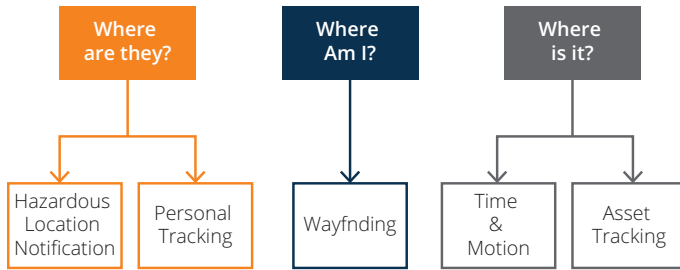 Where
are they?
Where
Am I?
Where
is it?
Hazardous
Location
Notification
Personal
Tracking
Wayfnding
Time
&
Motion
Asset
Tracking